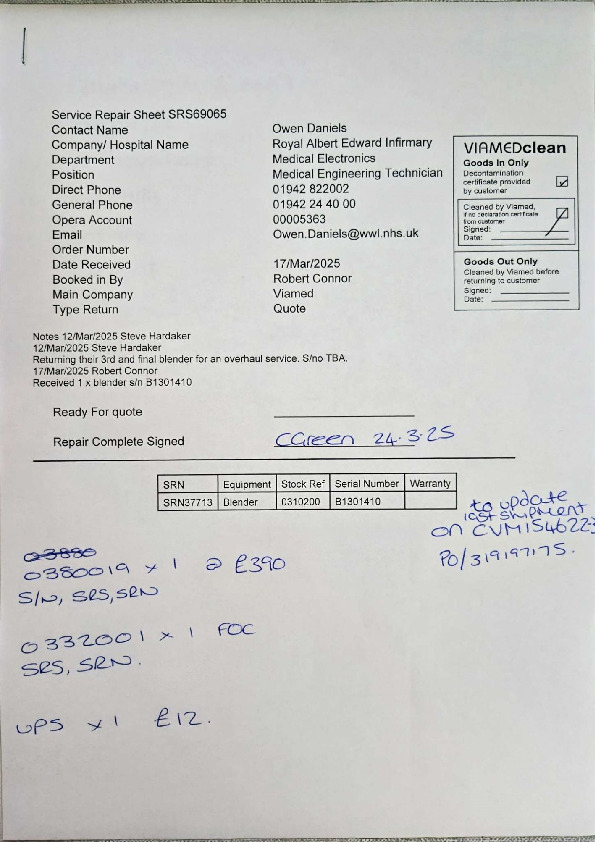 Service Repair Sheet SRS69065
Contact Name Owen Daniels
Company/ Hospital Name Royal Albert Edward Infirmary
Department Medical Electronics
Position Medical Engineering Technician
Direct Phone 01942 822002
General Phone 01942 24 40 00
Opera Account 00005363
Email Owen.Daniels@wwl.nhs.uk
Order Number
Date Received 17/Mar/2025
Booked in By Robert Connor
Main Company Viamed
Type Return Quote
VIAMEDclean
Goods In Only
Decontamination
certificate provided
by customer
Cleaned by Viamed,
if no declaration certificate
from customer
Signed:
Date:
Goods Out Only
Cleaned by Viamed before
returning to customer
Signed:
Date:
Notes 12/Mar/2025 Steve Hardaker
12/Mar/2025 Steve Hardaker
Returning their 3rd and final blender for an overhaul service. S/no TBA.
17/Mar/2025 Robert Connor
Received 1 x blender s/n B1301410
Ready For quote
Repair Complete Signed CGreen 24.3.25
SRN Equipment Stock Ref Serial Number Warranty
SRN37713 Blender 0310200 B1301410
to update
last shipment
on CVMIS46223
PO/319197175.
0380019 x 1 @ £390
S/N, SRS, SRN
0332001 x 1 FOC
SRS, SRN.
UPS x 1 £12.